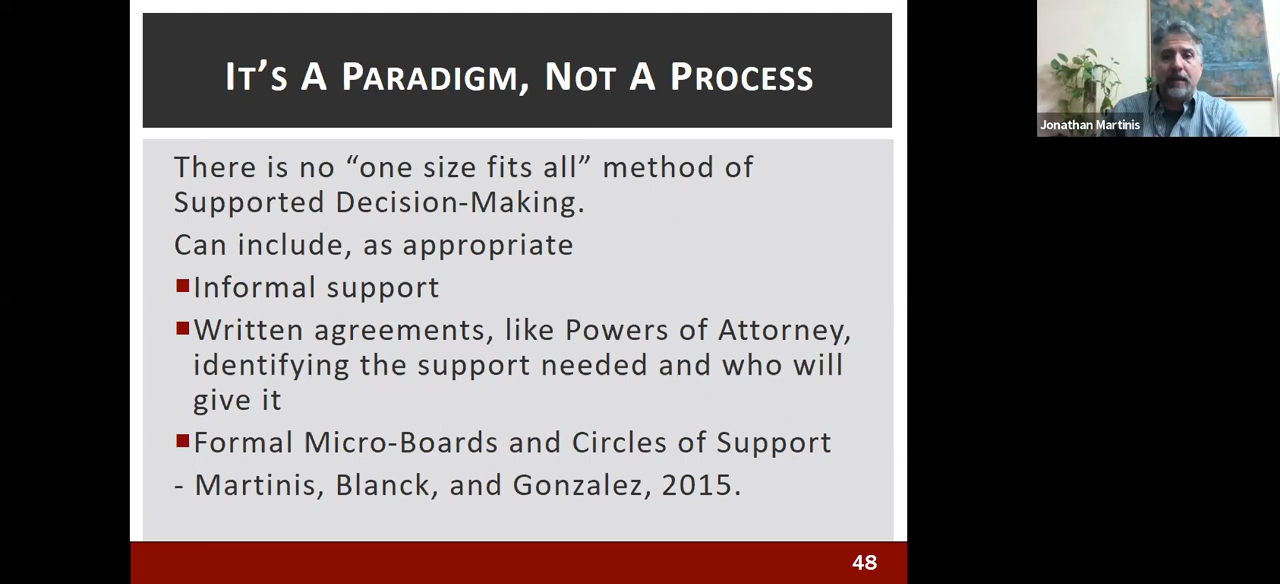 IT'S A PARADIGM, NOT A PROCESS
There is no “one size fits all” method of
Supported Decision-Making.
Can include, as appropriate
Informal support
Written agreements, like Powers of Attorney,
identifying the support needed and who will
give it
Formal Micro-Boards and Circles of Support
- Martinis, Blanck, and Gonzalez, 2015.
48
Jonathan Martinis